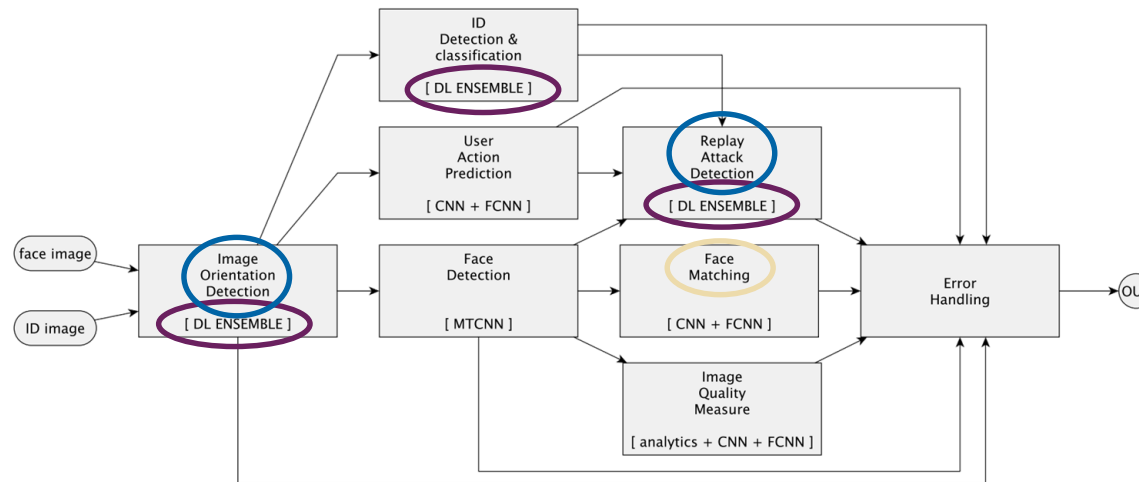 ID
Detection &
classification
[ DL ENSEMBLE ]
User
Action
Prediction
[ CNN + FCNN ]
Replay
Attack
Detection
[ DL ENSEMBLE ]
face image
ID image
Image
Orientation
Detection
[ DL ENSEMBLE ]
Face
Detection
[ MTCNN ]
Face
Matching
[ CNN + FCNN ]
Image
Quality
Measure
[ analytics + CNN + FCNN ]
Error
Handling